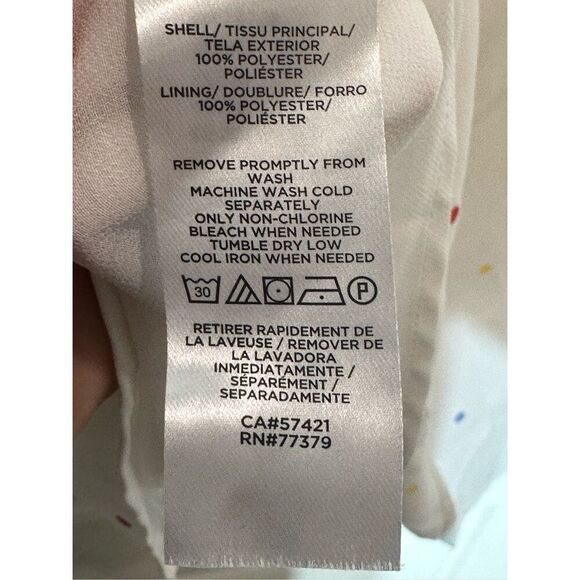 SHELL/ TISSU PRINCIPAL/
TELA EXTERIOR
100% POLYESTER/
POLIÉSTER
LINING/ DOUBLURE/ FORRO
100% POLYESTER/
POLIÉSTER
REMOVE PROMPTLY FROM
WASH
MACHINE WASH COLD
SEPARATELY
ONLY NON-CHLORINE
BLEACH WHEN NEEDED
TUMBLE DRY LOW
COOL IRON WHEN NEEDED
30 P
RETIRER RAPIDEMENT DE
LA LAVEUSE / REMOVER DE
LA LAVADORA
INMEDIATAMENTE /
SÉPARÉMENT /
SEPARADAMENTE
CA#57421
RN#77379